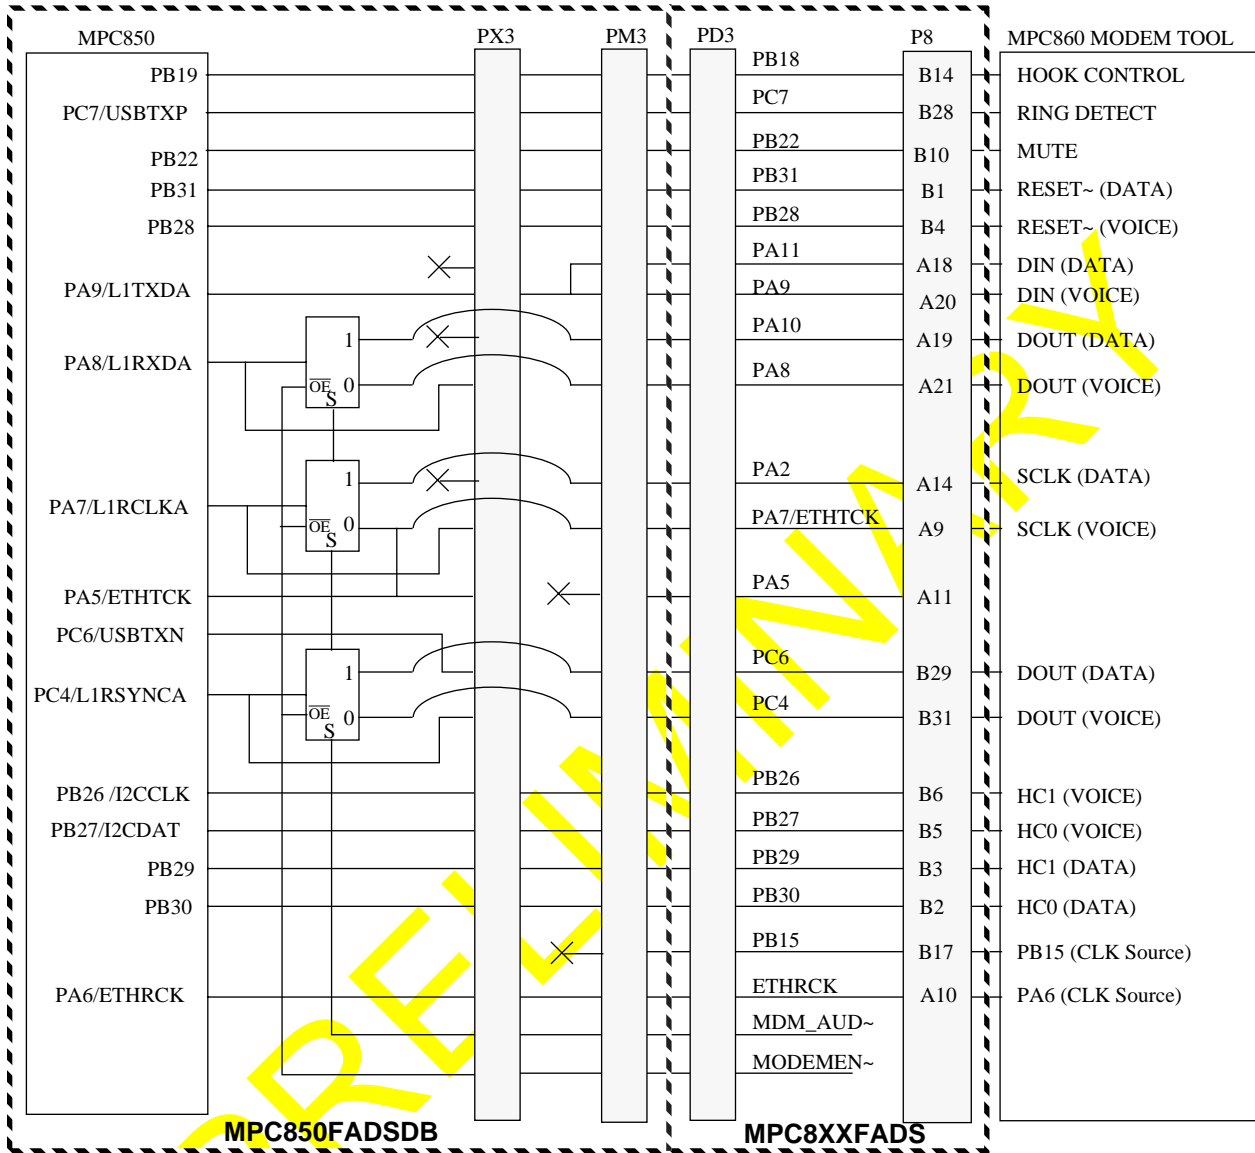 MPC850 PX3 PM3 PD3 P8 MPC860 MODEM TOOL
PB19 PB18 B14 HOOK CONTROL
PC7/USBTXP PC7 B28 RING DETECT
PB22 PB22 B10 MUTE
PB31 PB31 B1 RESET~ (DATA)
PB28 PB28 B4 RESET~ (VOICE)
PA11 A18 DIN (DATA)
PA9/L1TXDA PA9 A20 DIN (VOICE)
1 PA10 A19 DOUT (DATA)
PA8/L1RXDA
OE 0 PA8 A21 DOUT (VOICE)
S
1 PA2 A14 SCLK (DATA)
PA7/L1RCLKA
OE 0 PA7/ETHTCK A9 SCLK (VOICE)
S
PA5/ETHTCK PA5 A11
PC6/USBTXN
1 PC6 B29 DOUT (DATA)
PC4/L1RSYNCA
OE 0 PC4 B31 DOUT (VOICE)
S
PB26 /I2CCLK PB26 B6 HC1 (VOICE)
PB27/I2CDAT PB27 B5 HC0 (VOICE)
PB29 PB29 B3 HC1 (DATA)
PB30 PB30 B2 HC0 (DATA)
PB15 B17 PB15 (CLK Source)
PA6/ETHRCK ETHRCK A10 PA6 (CLK Source)
MDM_AUD~
MODEMEN~
MPC850FADSDB MPC8XXFADS
PRELIMINARY